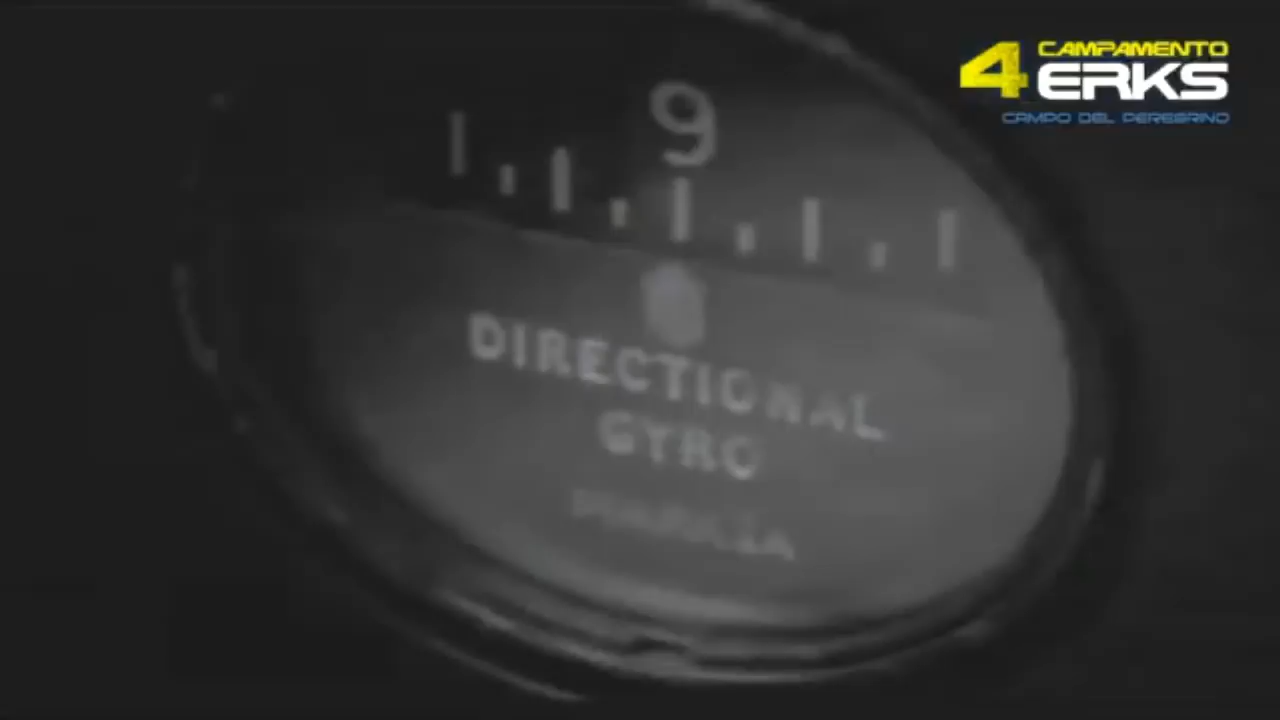 4 CAMPAMENTO
ERKS
CAMPO DEL PEREGRINO
9
DIRECTIONAL
GYRO